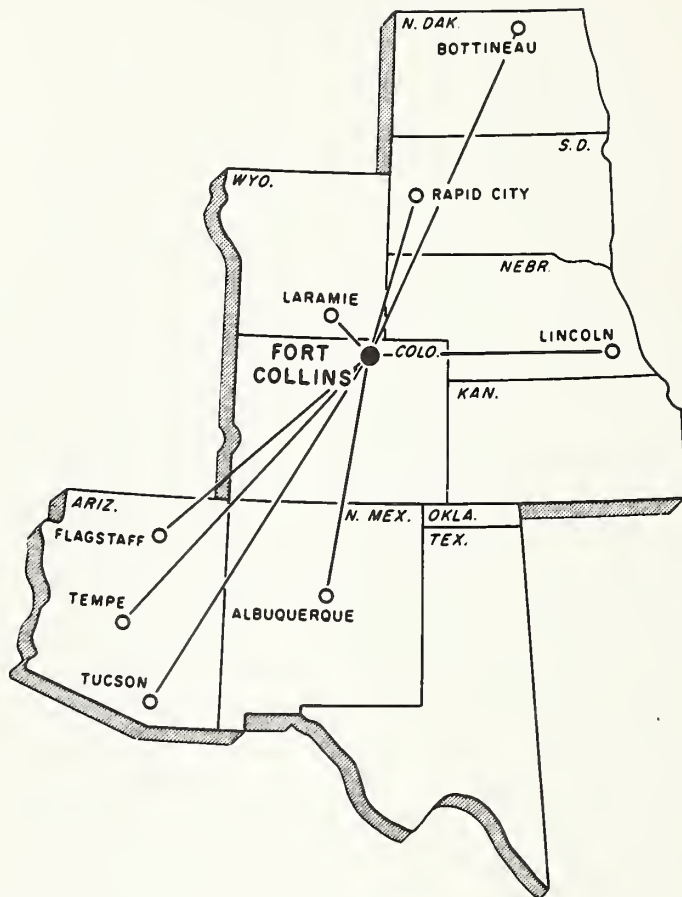 N. DAK.
BOTTINEAU
S.D.
WYO.
RAPID CITY
NEBR.
LARAMIE
LINCOLN
FORT
COLLINS
COLO.
KAN.
ARIZ.
N. MEX.
OKLA.
TEX.
FLAGSTAFF
TEMPE
ALBUQUERQUE
TUCSON